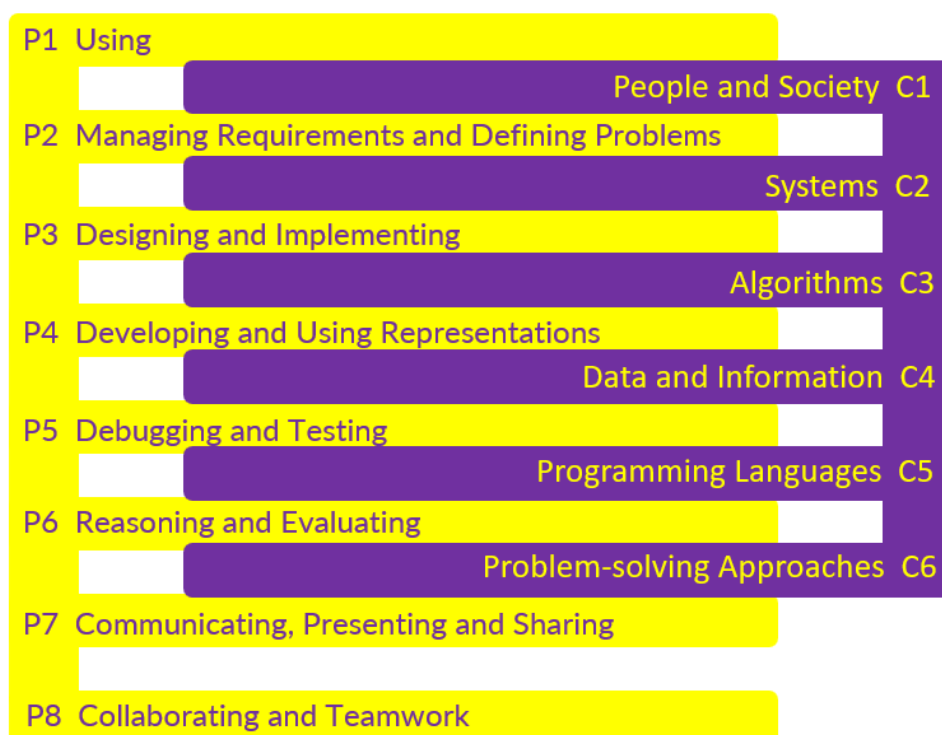 P1 Using
People and Society C1
P2 Managing Requirements and Defining Problems
Systems C2
P3 Designing and Implementing
Algorithms C3
P4 Developing and Using Representations
Data and Information C4
P5 Debugging and Testing
Programming Languages C5
P6 Reasoning and Evaluating
Problem-solving Approaches C6
P7 Communicating, Presenting and Sharing
P8 Collaborating and Teamwork